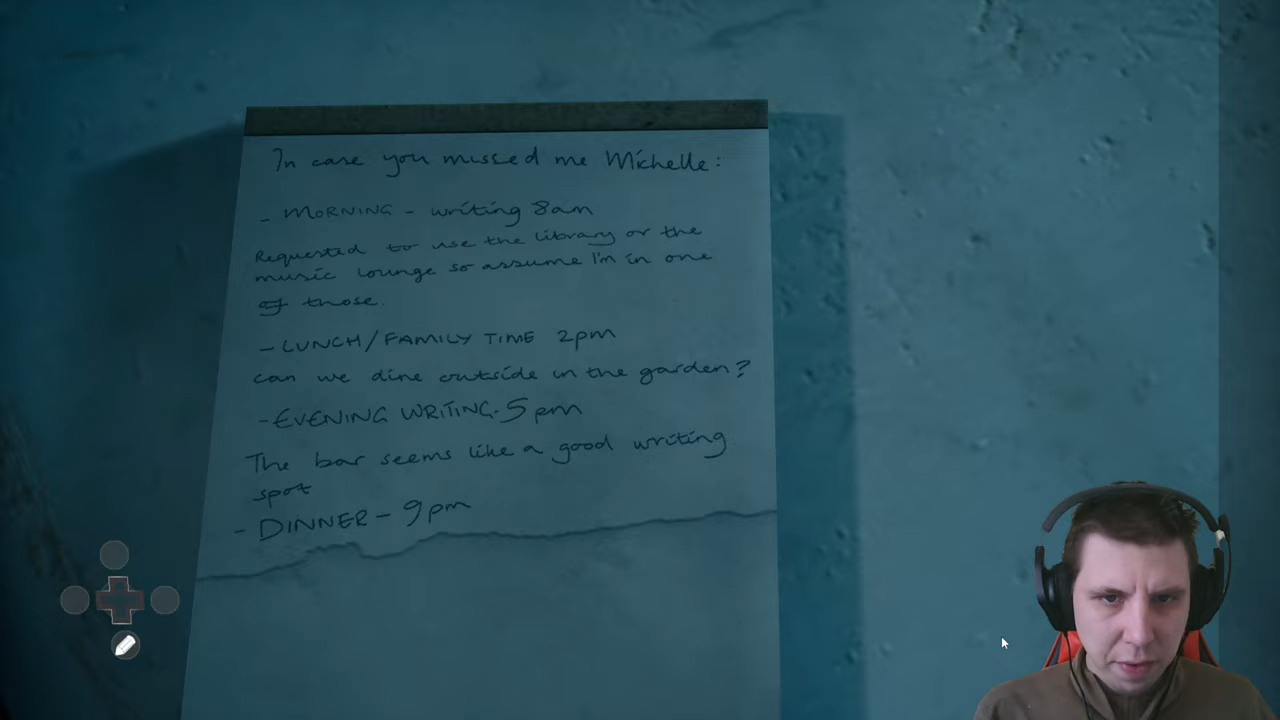 In case you missed me Michelle:
- MORNING - writing 8am
Requested to use the library or the
music lounge so assume I'm in one
of those.
- LUNCH/FAMILY TIME 2pm
can we dine outside in the garden?
- EVENING WRITING - 5pm
The bar seems like a good writing
spot
- DINNER - 9pm